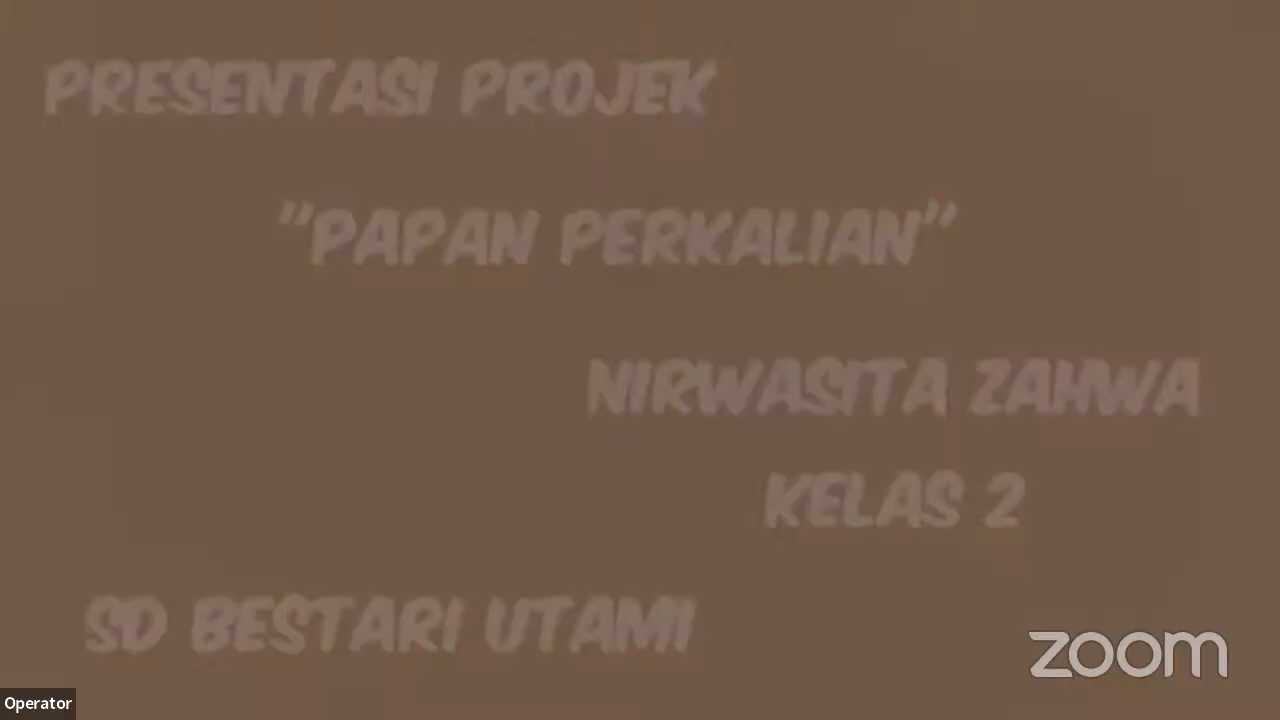 PRESENTASI PROJEK
"PAPAN PERKALIAN"
NIRWASITA ZAHWA
KELAS 2
SD BESTARI UTAMI
zoom
Operator